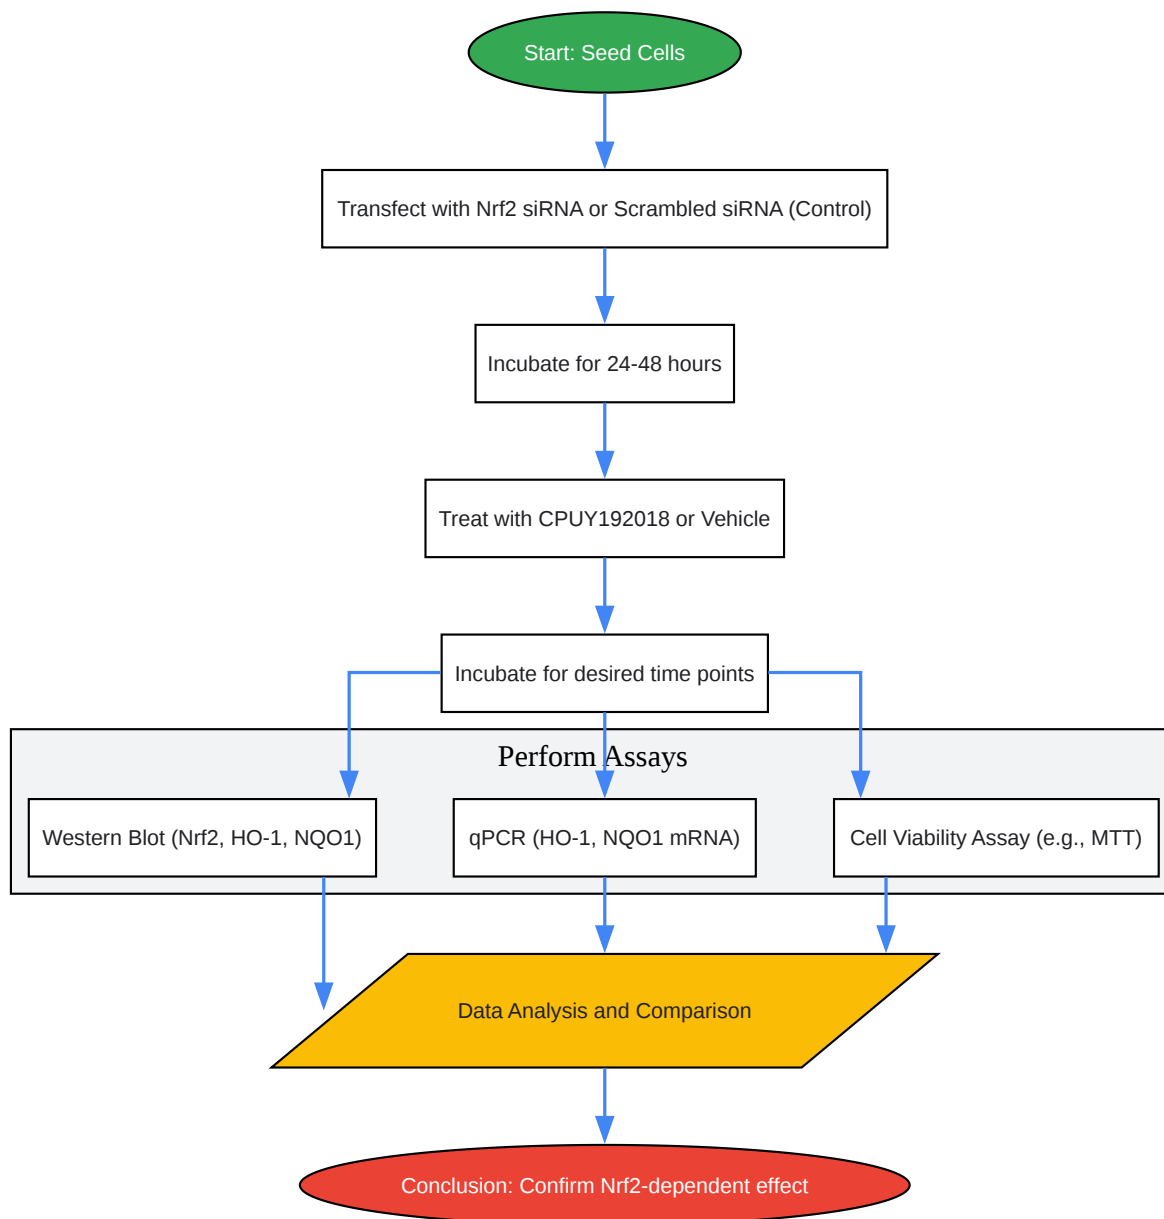 Start: Seed Cells
Transfect with Nrf2 siRNA or Scrambled siRNA (Control)
Incubate for 24-48 hours
Treat with CPUY192018 or Vehicle
Incubate for desired time points
Perform Assays
Western Blot (Nrf2, HO-1, NQO1)
qPCR (HO-1, NQO1 mRNA)
Cell Viability Assay (e.g., MTT)
Data Analysis and Comparison
Conclusion: Confirm Nrf2-dependent effect